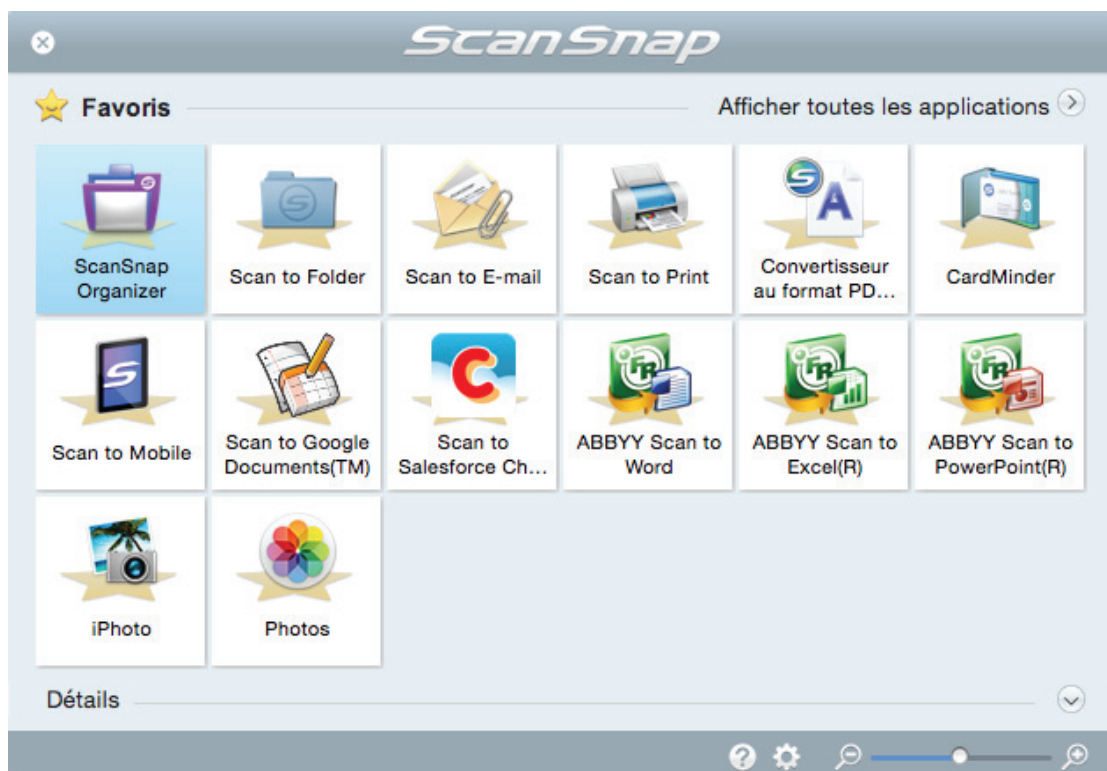 ScanSnap
Favoris
Afficher toutes les applications
ScanSnap
Organizer
Scan to Folder
Scan to E-mail
Scan to Print
Convertisseur
au format PD...
CardMinder
Scan to Mobile
Scan to Google
Documents(TM)
Scan to
Salesforce Ch...
ABBYY Scan to
Word
ABBYY Scan to
Excel(R)
ABBYY Scan to
PowerPoint(R)
iPhoto
Photos
Détails